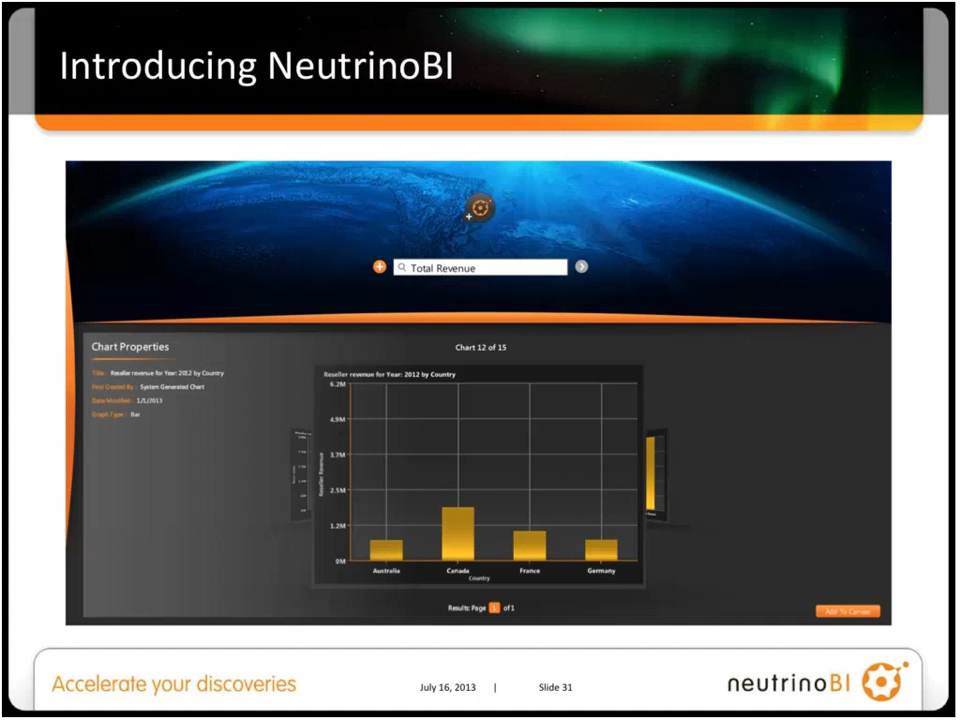 Introducing NeutrinoBI
Total Revenue
Chart Properties
Chart 12 of 15
Title: Reseller revenue for Year: 2012 by Country
First Created By: System Generated Chart
Date Modified: 1/1/2013
Graph Type: Bar
Reseller revenue for Year: 2012 by Country
6.2M
4.9M
3.7M
2.5M
1.2M
0M
Reseller Revenue
Australia Canada France Germany
Country
Results: Page 1 of 1
Add To Canvas
Accelerate your discoveries
July 16, 2013 | Slide 31
neutrinoBI